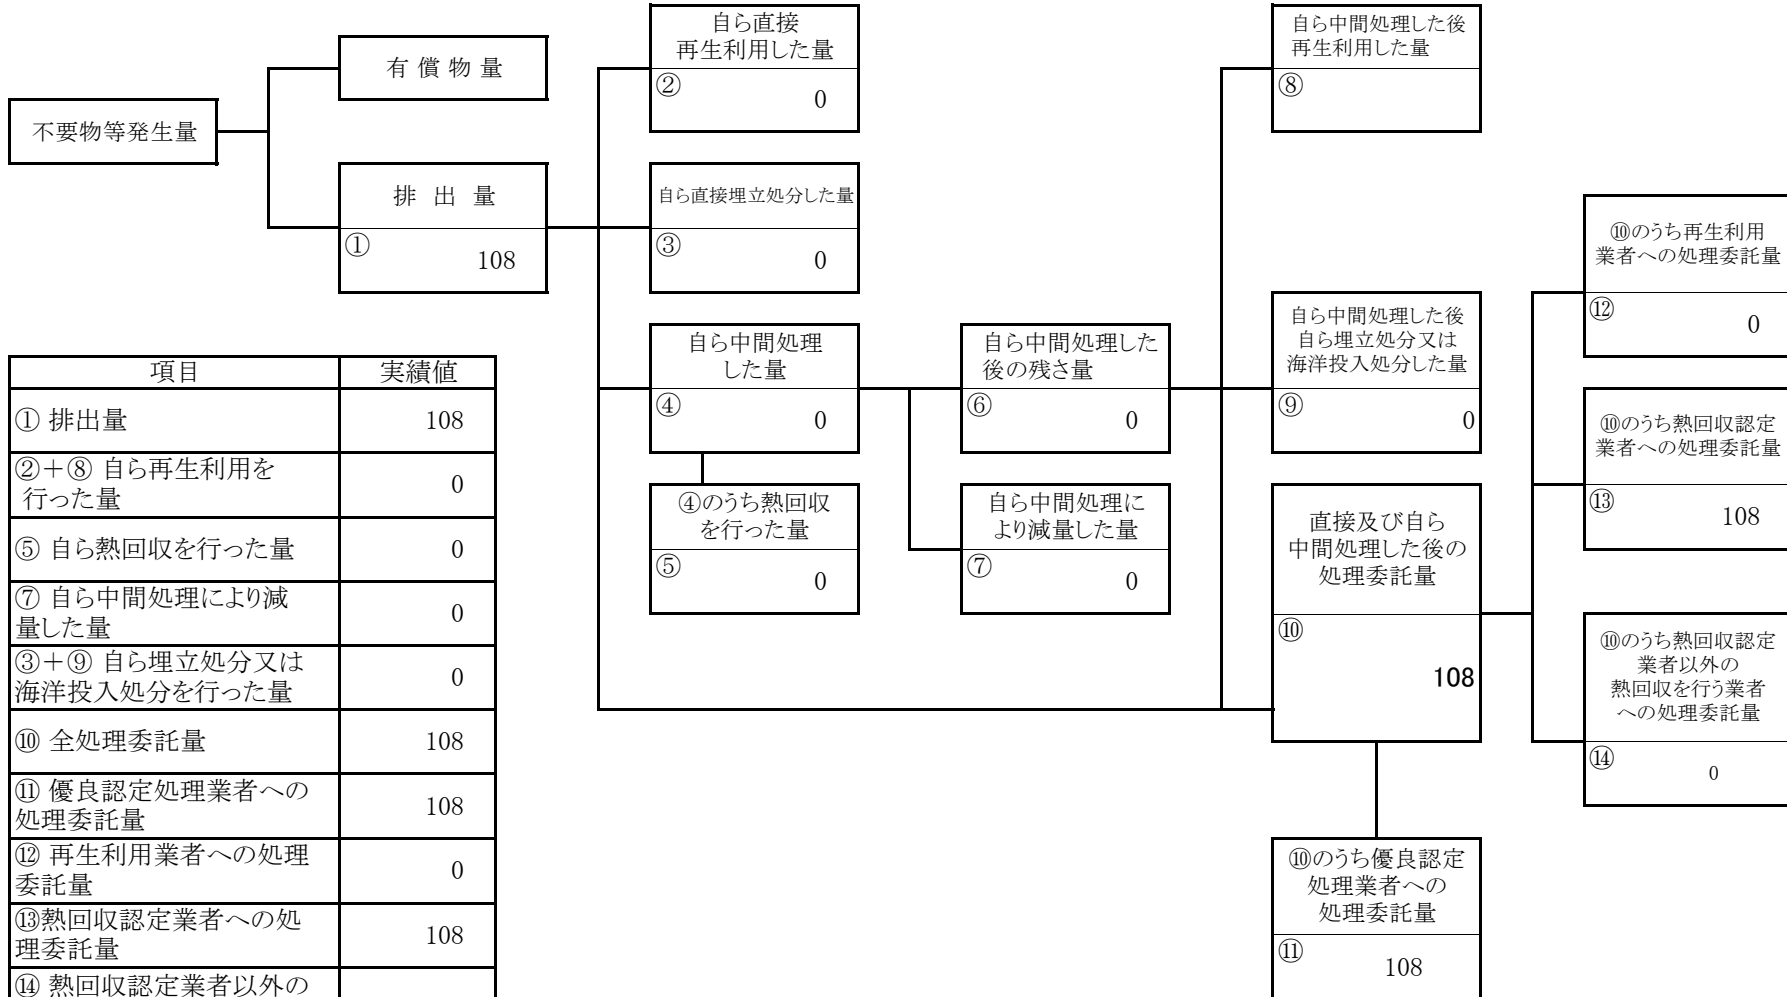 不要物等発生量
有 償 物 量
排 出 量
①
108
自ら直接
再生利用した量
②
0
自ら直接埋立処分した量
③
0
自ら中間処理
した量
④
0
④のうち熱回収
を行った量
⑤
0
自ら中間処理した
後の残さ量
⑥
0
自ら中間処理に
より減量した量
⑦
0
自ら中間処理した後
再生利用した量
⑧
自ら中間処理した後
自ら埋立処分又は
海洋投入処分した量
⑨
0
直接及び自ら
中間処理した後の
処理委託量
⑩
108
⑩のうち優良認定
処理業者への
処理委託量
⑪
108
⑩のうち再生利用
業者への処理委託量
⑫
0
⑩のうち熱回収認定
業者への処理委託量
⑬
108
⑩のうち熱回収認定
業者以外の
熱回収を行う業者
への処理委託量
⑭
0
項目 実績値
① 排出量 108
②+⑧ 自ら再生利用を
行った量 0
⑤ 自ら熱回収を行った量 0
⑦ 自ら中間処理により減
量した量 0
③+⑨ 自ら埋立処分又は
海洋投入処分を行った量 0
⑩ 全処理委託量 108
⑪ 優良認定処理業者への
処理委託量 108
⑫ 再生利用業者への処理
委託量 0
⑬熱回収認定業者への処
理委託量 108
⑭ 熱回収認定業者以外の